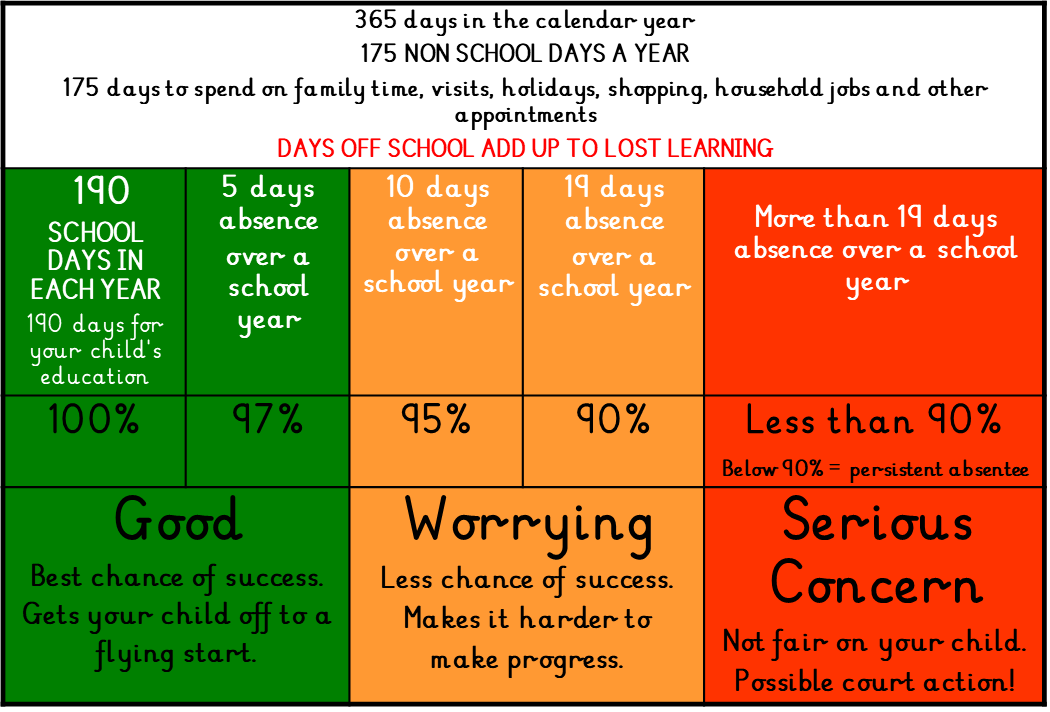 365 days in the calendar year
175 NON SCHOOL DAYS A YEAR
175 days to spend on family time, visits, holidays, shopping, household jobs and other
appointments
DAYS OFF SCHOOL ADD UP TO LOST LEARNING
190
SCHOOL
DAYS IN
EACH YEAR
190 days for
your child's
education
5 days
absence
over a
school
year
10 days
absence
over a
school year
19 days
absence
over a
school year
More than 19 days
absence over a school
year
100%
97%
95%
90%
Less than 90%
Below 90% = persistent absentee
Good
Best chance of success.
Gets your child off to a
flying start.
Worrying
Less chance of success.
Makes it harder to
make progress.
Serious
Concern
Not fair on your child.
Possible court action!